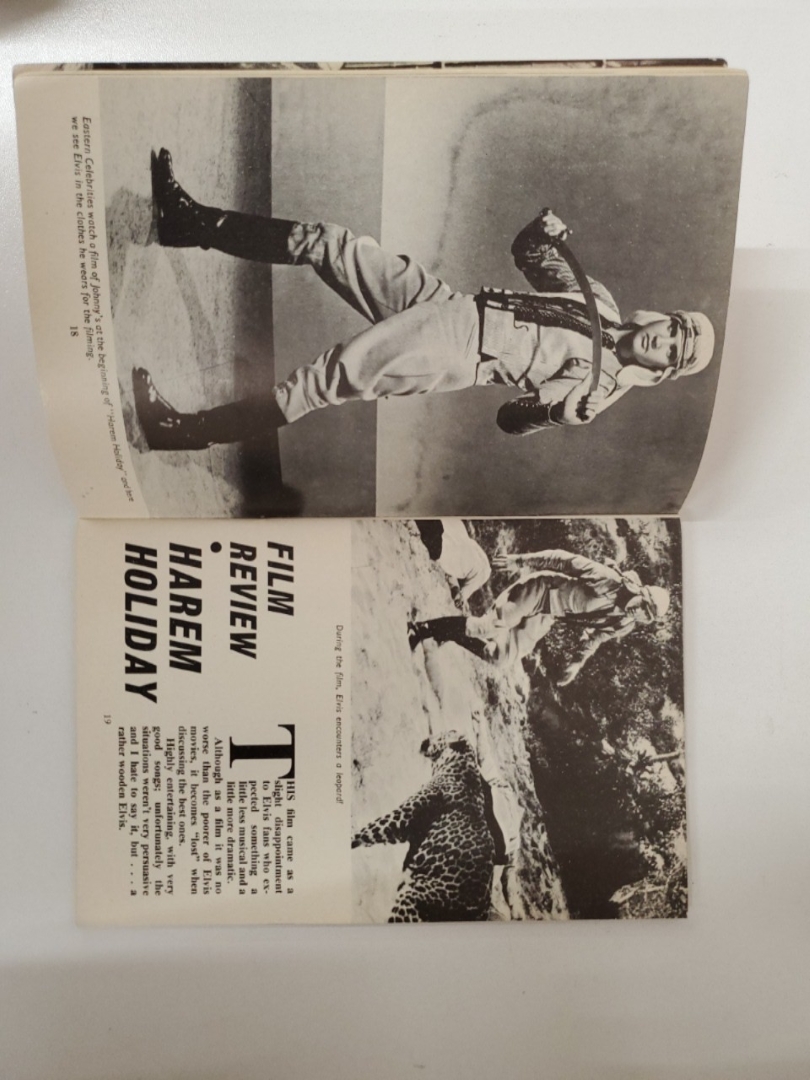 Eastern Celebrities watch a film of Johnny's at the beginning of "Harem Holiday" and here
we see Elvis in the clothes he wears for the filming.
18
During the film, Elvis encounters a leopard!
FILM
REVIEW
•
HAREM
HOLIDAY
THIS film came as a
slight disappointment
to Elvis fans who ex-
pected something a
little less musical and a
little more dramatic.
Although as a film it was no
worse than the poorer of Elvis
movies, it becomes "lost" when
discussing the best ones.
Highly entertaining, with very
good songs; unfortunately the
situations weren't very persuasive
and I hate to say it, but . . . a
rather wooden Elvis.
19